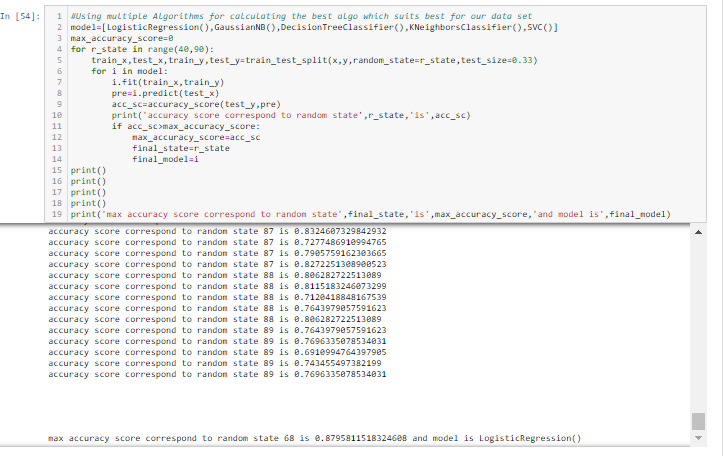 In [54]:
1 #Using multiple Algorithms for calculating the best algo which suits best for our data set
2 model=[LogisticRegression(),GaussianNB(),DecisionTreeClassifier(),KNeighborsClassifier(),SVC()]
3 max_accuracy_score=0
4 for r_state in range(40,90):
5     train_x,test_x,train_y,test_y=train_test_split(x,y,random_state=r_state,test_size=0.33)
6     for i in model:
7         i.fit(train_x,train_y)
8         pre=i.predict(test_x)
9         acc_sc=accuracy_score(test_y,pre)
10         print('accuracy score correspond to random state',r_state,'is',acc_sc)
11         if acc_sc>max_accuracy_score:
12             max_accuracy_score=acc_sc
13             final_state=r_state
14             final_model=i
15 print()
16 print()
17 print()
18 print()
19 print('max accuracy score correspond to random state',final_state,'is',max_accuracy_score,'and model is',final_model)
accuracy score correspond to random state 87 is 0.8324607329842932
accuracy score correspond to random state 87 is 0.7277486910994765
accuracy score correspond to random state 87 is 0.7905759162303665
accuracy score correspond to random state 87 is 0.8272251308900523
accuracy score correspond to random state 88 is 0.806282722513089
accuracy score correspond to random state 88 is 0.8115183246073299
accuracy score correspond to random state 88 is 0.7120418848167539
accuracy score correspond to random state 88 is 0.7643979057591623
accuracy score correspond to random state 88 is 0.806282722513089
accuracy score correspond to random state 89 is 0.7643979057591623
accuracy score correspond to random state 89 is 0.7696335078534031
accuracy score correspond to random state 89 is 0.6910994764397905
accuracy score correspond to random state 89 is 0.743455497382199
accuracy score correspond to random state 89 is 0.7696335078534031
max accuracy score correspond to random state 68 is 0.8795811518324608 and model is LogisticRegression()